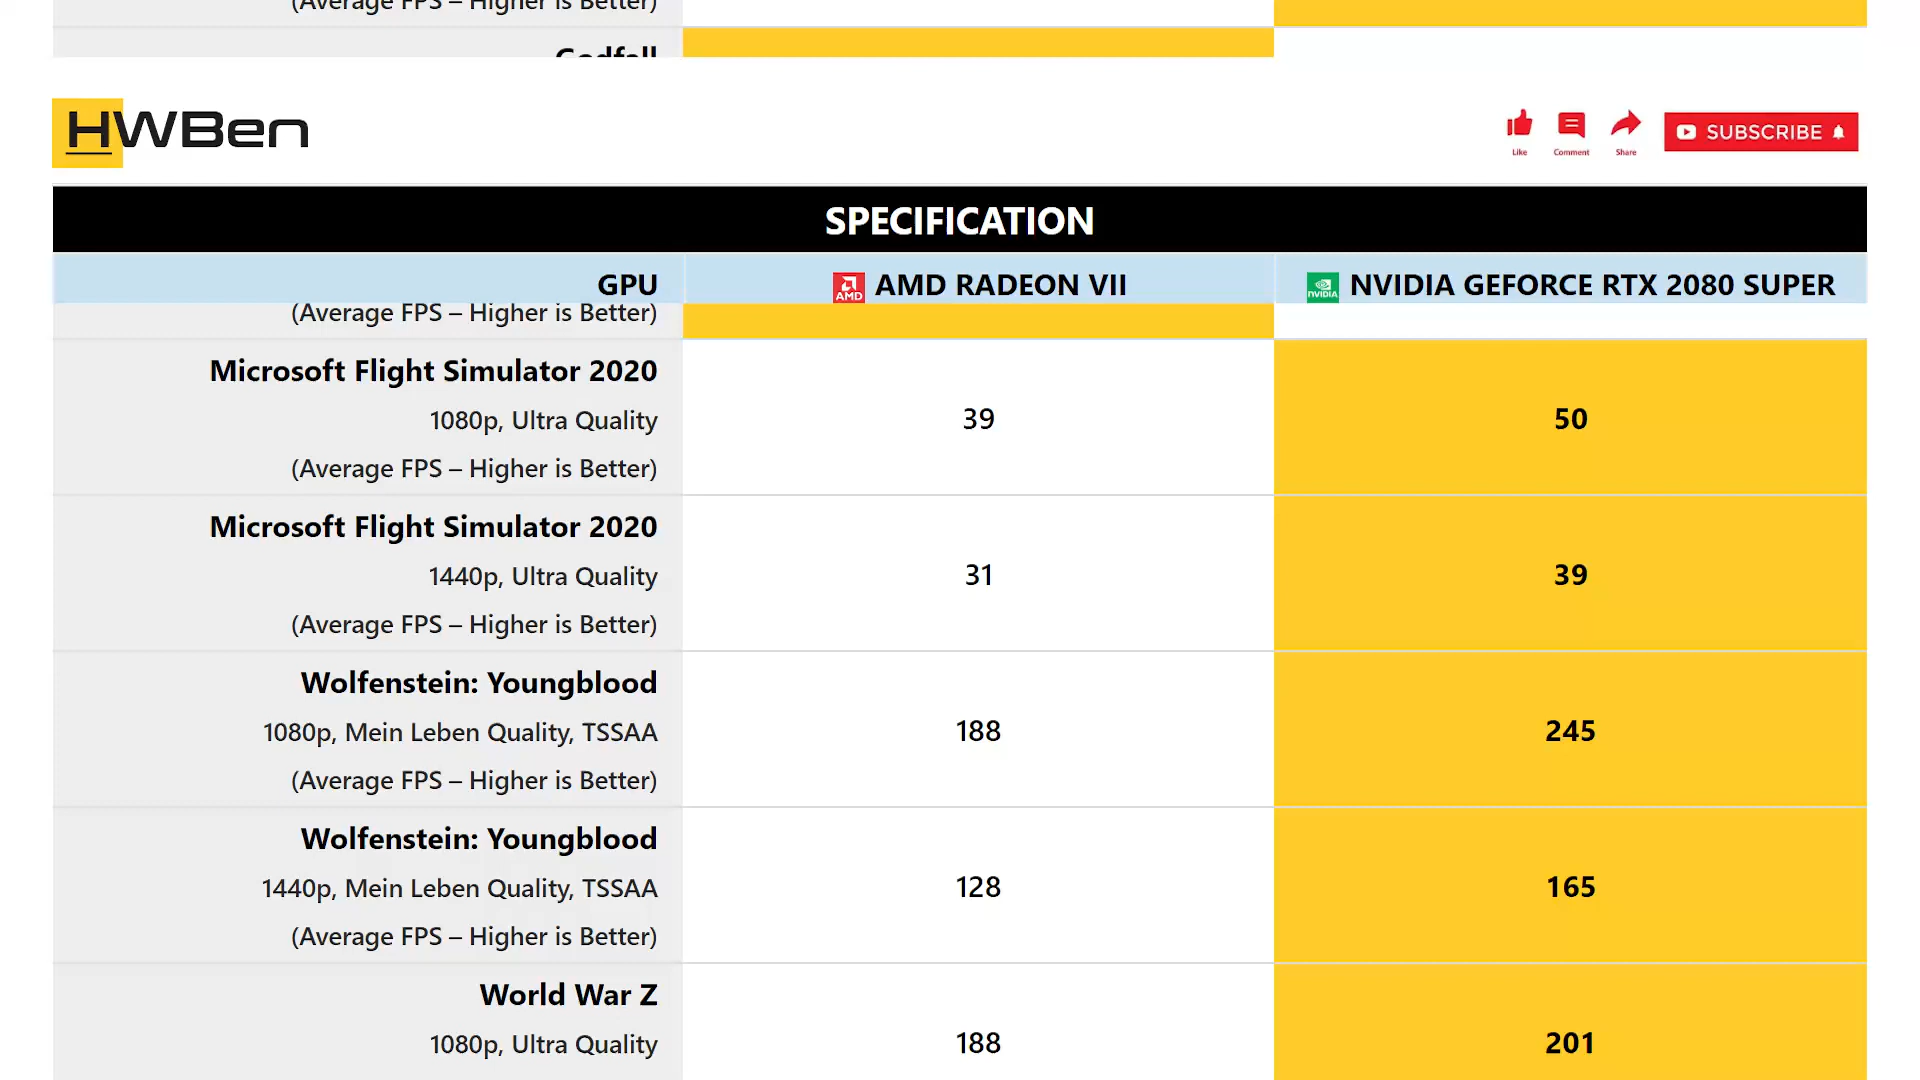 (Average FPS – Higher is Better)
Godfall
HWBen
Like
Comment
Share
SUBSCRIBE
SPECIFICATION
GPU
AMD
AMD RADEON VII
NVIDIA
NVIDIA GEFORCE RTX 2080 SUPER
(Average FPS – Higher is Better)
Microsoft Flight Simulator 2020
1080p, Ultra Quality
(Average FPS – Higher is Better)
39
50
Microsoft Flight Simulator 2020
1440p, Ultra Quality
(Average FPS – Higher is Better)
31
39
Wolfenstein: Youngblood
1080p, Mein Leben Quality, TSSAA
(Average FPS – Higher is Better)
188
245
Wolfenstein: Youngblood
1440p, Mein Leben Quality, TSSAA
(Average FPS – Higher is Better)
128
165
World War Z
1080p, Ultra Quality
188
201